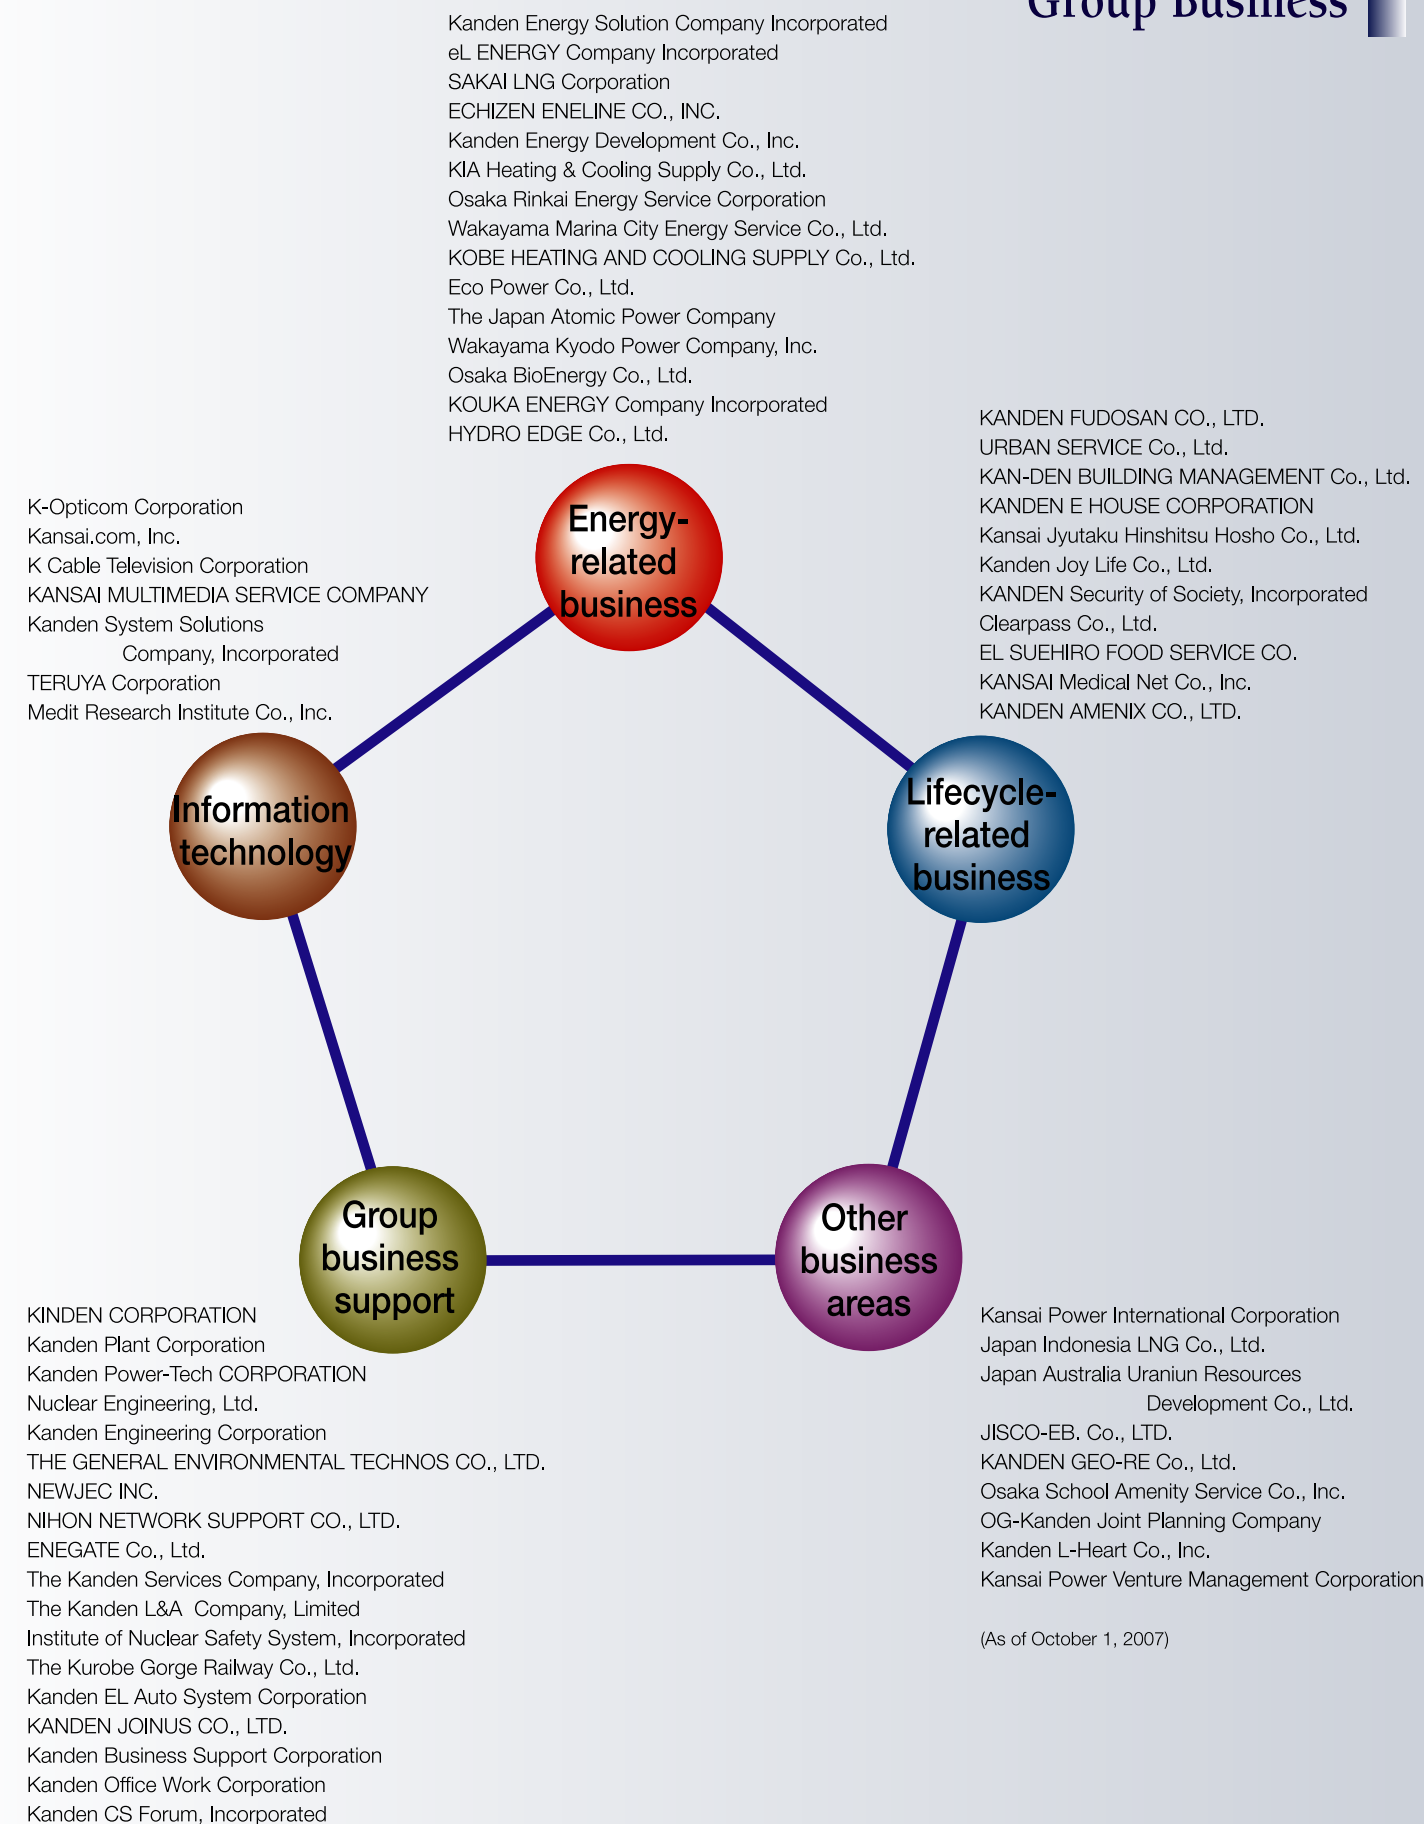 Group Business
Kanden Energy Solution Company Incorporated
eL ENERGY Company Incorporated
SAKAI LNG Corporation
ECHIZEN ENELINE CO., INC.
Kanden Energy Development Co., Inc.
KIA Heating & Cooling Supply Co., Ltd.
Osaka Rinkai Energy Service Corporation
Wakayama Marina City Energy Service Co., Ltd.
KOBE HEATING AND COOLING SUPPLY Co., Ltd.
Eco Power Co., Ltd.
The Japan Atomic Power Company
Wakayama Kyodo Power Company, Inc.
Osaka BioEnergy Co., Ltd.
KOUKA ENERGY Company Incorporated
HYDRO EDGE Co., Ltd.
Energy-
related
business
KANDEN FUDOSAN CO., LTD.
URBAN SERVICE Co., Ltd.
KAN-DEN BUILDING MANAGEMENT Co., Ltd.
KANDEN E HOUSE CORPORATION
Kansai Jyutaku Hinshitsu Hosho Co., Ltd.
Kanden Joy Life Co., Ltd.
KANDEN Security of Society, Incorporated
Clearpass Co., Ltd.
EL SUEHIRO FOOD SERVICE CO.
KANSAI Medical Net Co., Inc.
KANDEN AMENIX CO., LTD.
Lifecycle-
related
business
K-Opticom Corporation
Kansai.com, Inc.
K Cable Television Corporation
KANSAI MULTIMEDIA SERVICE COMPANY
Kanden System Solutions
Company, Incorporated
TERUYA Corporation
Medit Research Institute Co., Inc.
Information
technology
Group
business
support
KINDEN CORPORATION
Kanden Plant Corporation
Kanden Power-Tech CORPORATION
Nuclear Engineering, Ltd.
Kanden Engineering Corporation
THE GENERAL ENVIRONMENTAL TECHNOS CO., LTD.
NEWJEC INC.
NIHON NETWORK SUPPORT CO., LTD.
ENEGATE Co., Ltd.
The Kanden Services Company, Incorporated
The Kanden L&A Company, Limited
Institute of Nuclear Safety System, Incorporated
The Kurobe Gorge Railway Co., Ltd.
Kanden EL Auto System Corporation
KANDEN JOINUS CO., LTD.
Kanden Business Support Corporation
Kanden Office Work Corporation
Kanden CS Forum, Incorporated
Other
business
areas
Kansai Power International Corporation
Japan Indonesia LNG Co., Ltd.
Japan Australia Uraniun Resources
Development Co., Ltd.
JISCO-EB. Co., LTD.
KANDEN GEO-RE Co., Ltd.
Osaka School Amenity Service Co., Inc.
OG-Kanden Joint Planning Company
Kanden L-Heart Co., Inc.
Kansai Power Venture Management Corporation
(As of October 1, 2007)